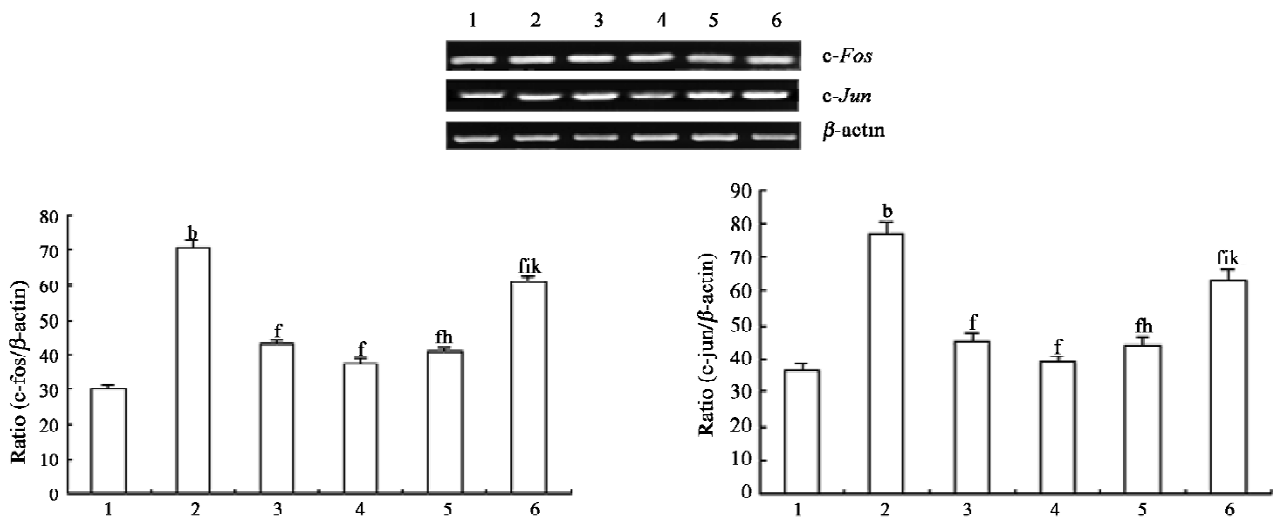 1 2 3 4 5 6
c-Fos
c-Jun
β-actin
Ratio (c-fos/β-actin)
80
70
60
50
40
30
20
10
0
b
f
f
fh
fik
1 2 3 4 5 6
Ratio (c-jun/β-actin)
90
80
70
60
50
40
30
20
10
0
b
f
f
fh
fik
1 2 3 4 5 6